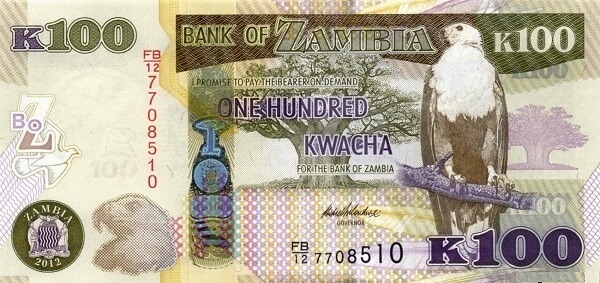 K100
BANK OF ZAMBIA
K100
FB/12 7708510
I PROMISE TO PAY THE BEARER ON DEMAND
ONE HUNDRED
KWACHA
FOR THE BANK OF ZAMBIA
BoZ
100
ZAMBIA
2012
GOVERNOR
FB/12 7708510
K100